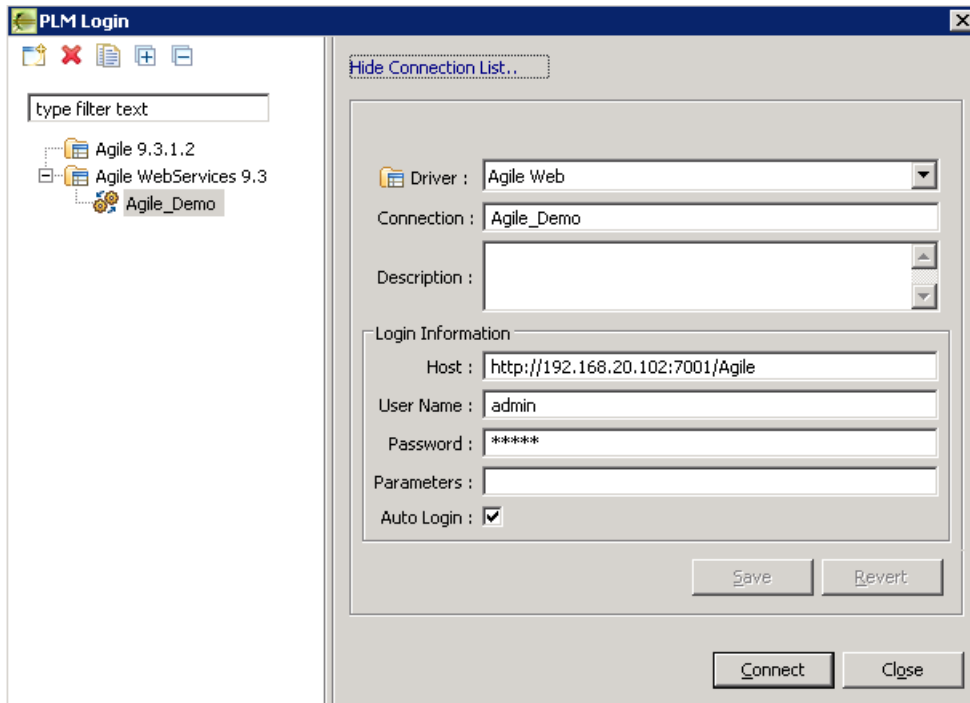 PLM Login
Hide Connection List..
type filter text
Agile 9.3.1.2
Agile WebServices 9.3
Agile_Demo
Driver : Agile Web
Connection : Agile_Demo
Description :
Login Information
Host : http://192.168.20.102:7001/Agile
User Name : admin
Password : *****
Parameters :
Auto Login :
Save Revert
Connect Close